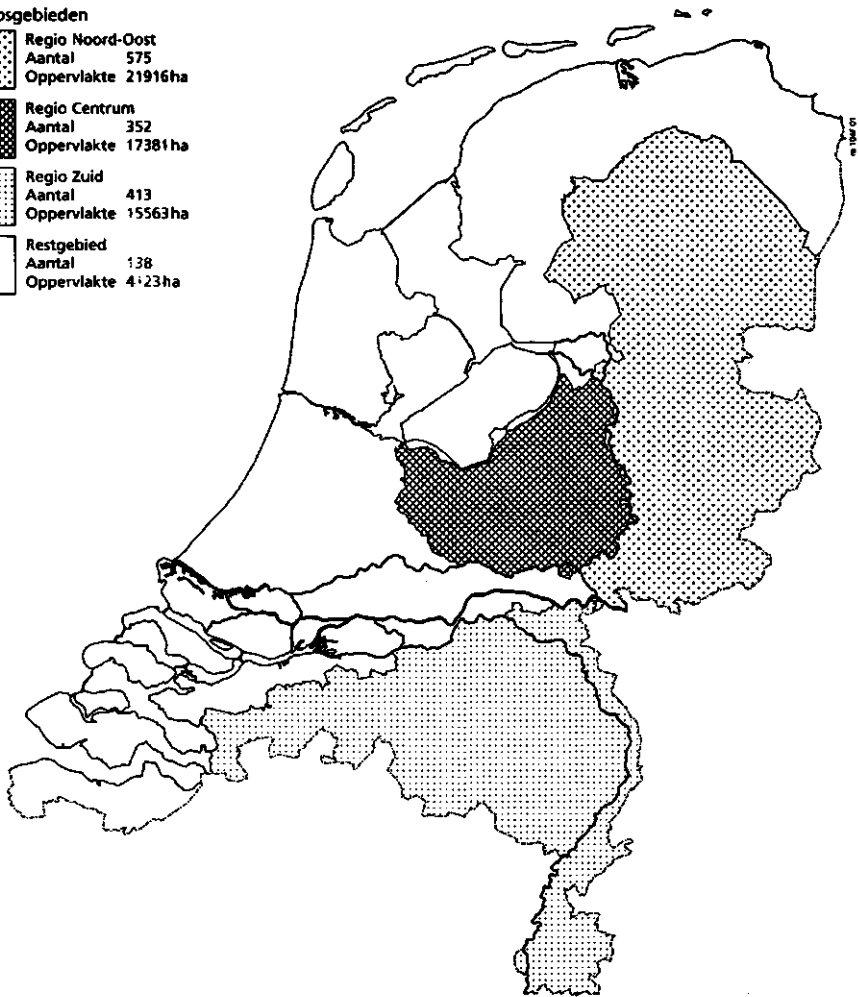 Regio Noord-Oost
Aantal 575
Oppervlakte 21916ha
Regio Centrum
Aantal 352
Oppervlakte 17381ha
Regio Zuid
Aantal 413
Oppervlakte 15563ha
Restgebied
Aantal 138
Oppervlakte